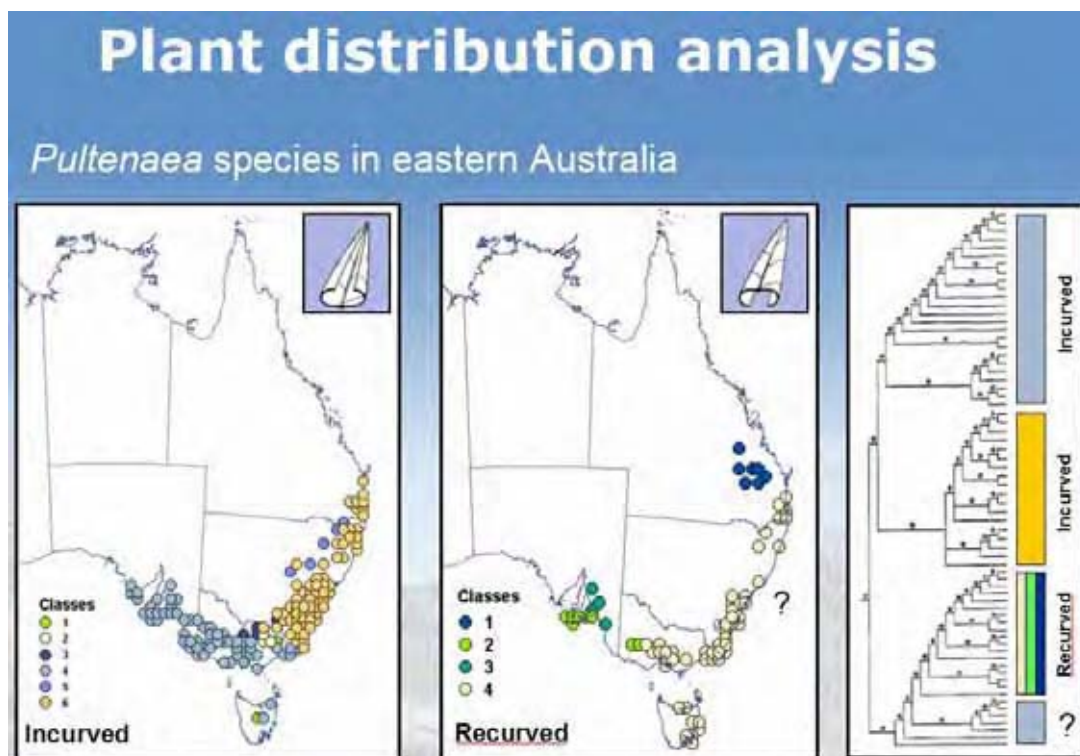 Plant distribution analysis
Pultenaea species in eastern Australia
Classes
1
2
3
4
5
6
Incurved
Classes
1
2
3
4
?
Recurved
Incurved
Incurved
Recurved
?